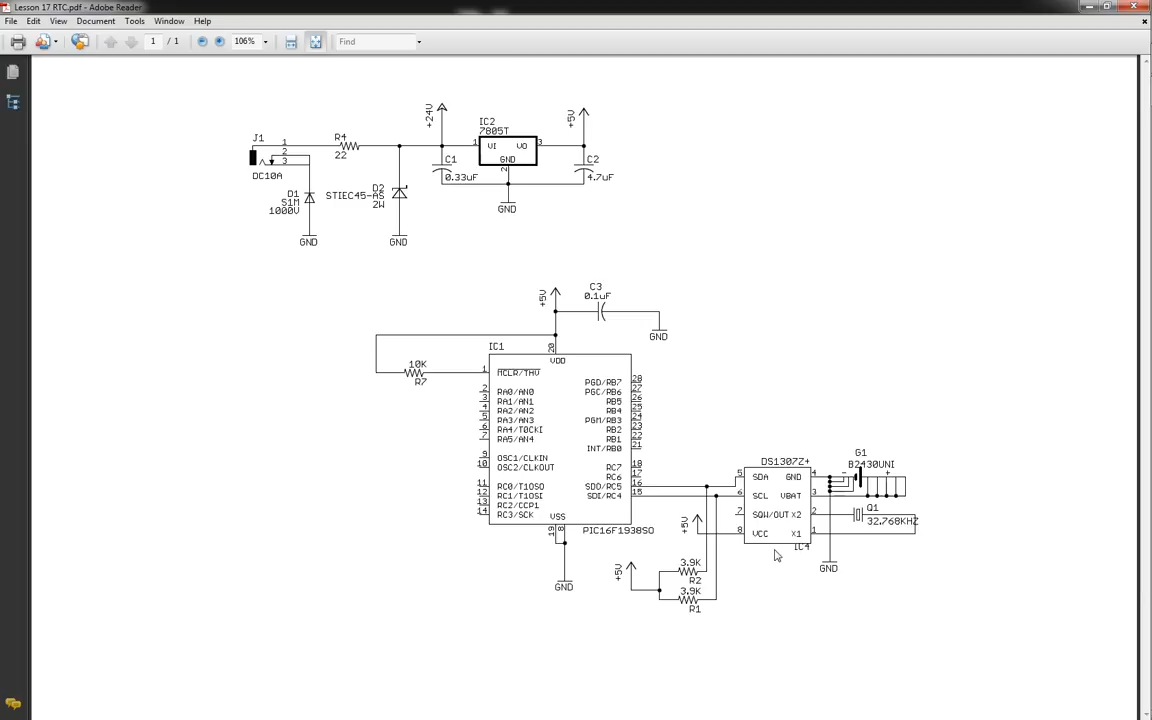 Lesson 17 RTC.pdf - Adobe Reader
File Edit View Document Tools Window Help
1 / 1 106% Find
+24V
+5V
IC2
7805T
J1
1
2
3
DC10A
R4
22
1 VI VO 3
GND
2
C1
0.33uF
C2
4.7uF
D1
S1M
1000V
D2
STIEC45-AS
2W
GND
GND
GND
+5V
C3
0.1uF
GND
IC1
20
VDD
10K
R7
1 MCLR/THV
2 RA0/AN0
3 RA1/AN1
4 RA2/AN2
5 RA3/AN3
6 RA4/T0CKI
7 RA5/AN4
9 OSC1/CLKIN
10 OSC2/CLKOUT
11 RC0/T1OSO
12 RC1/T1OSI
13 RC2/CCP1
14 RC3/SCK
PGD/RB7 28
PGC/RB6 27
RB5 26
RB4 25
PGM/RB3 24
RB2 23
RB1 22
INT/RB0 21
RC7 18
RC6 17
SDO/RC5 16
SDI/RC4 15
VSS
19 8
PIC16F1938SO
GND
DS1307Z+
5 SDA GND 4
6 SCL VBAT 3
7 SQW/OUT X2 2
8 VCC X1 1
IC4
G1
B2430UNI
- +
Q1
32.768KHZ
+5V
GND
+5V
3.9K
R2
3.9K
R1